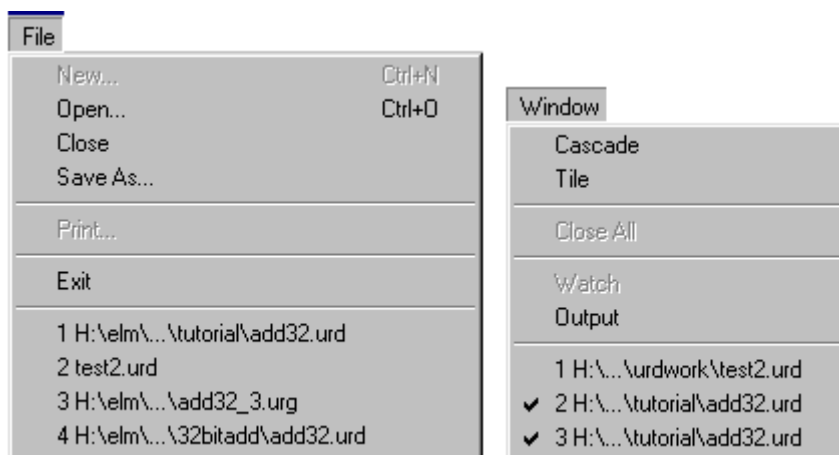 File
New... Ctrl+N
Open... Ctrl+O
Close
Save As...
Print...
Exit
1 H:\elm\...\tutorial\add32.urd
2 test2.urd
3 H:\elm\...\add32_3.urg
4 H:\elm\...\32bitadd\add32.urd
Window
Cascade
Tile
Close All
Watch
Output
1 H:\...\urdwork\test2.urd
2 H:\...\tutorial\add32.urd
3 H:\...\tutorial\add32.urd